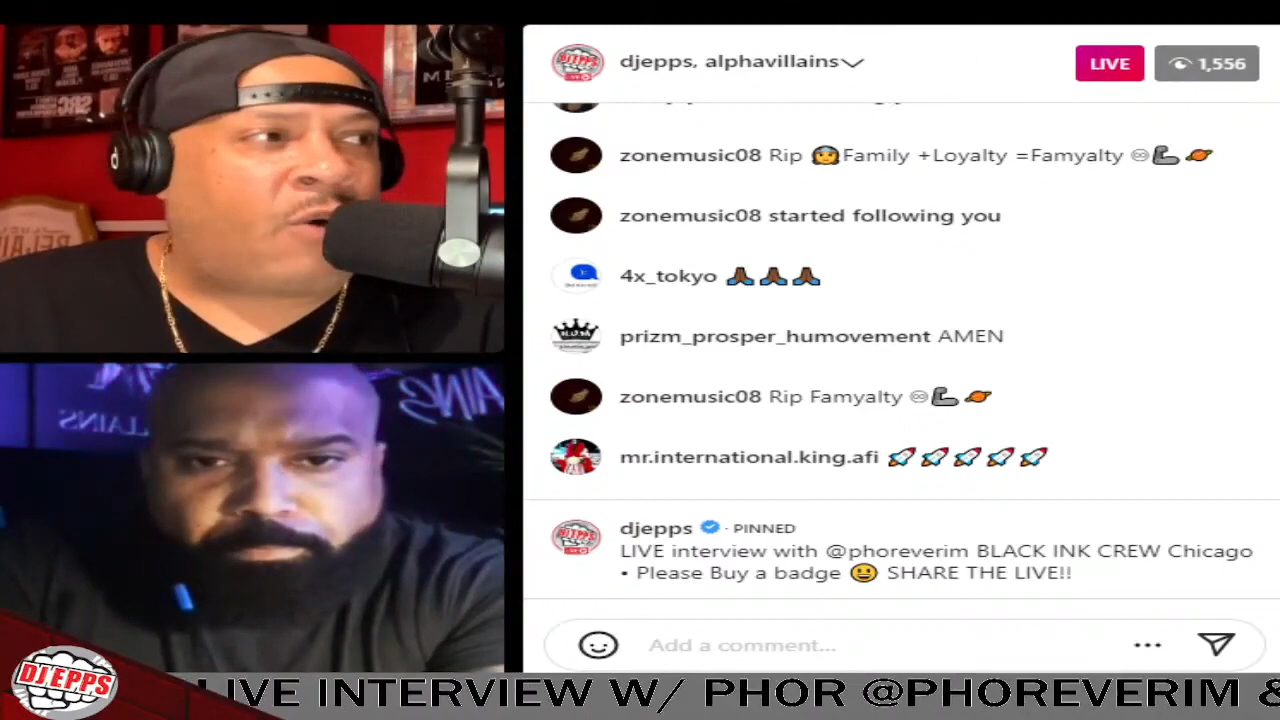 djepps, alphavillains
LIVE
1,556
zonemusic08 Rip 👩‍🚀Family +Loyalty =Famyalty ♾🦾🪐
zonemusic08 started following you
4x_tokyo 🙏🏾🙏🏾🙏🏾
prizm_prosper_humovement AMEN
zonemusic08 Rip Famyalty ♾🦾🪐
mr.international.king.afi 🚀🚀🚀🚀🚀
djepps · PINNED
LIVE interview with @phoreverim BLACK INK CREW Chicago
• Please Buy a badge 😃 SHARE THE LIVE!!
Add a comment...
DJ EPPS
LIVE INTERVIEW W/ PHOR @PHOREVERIM &